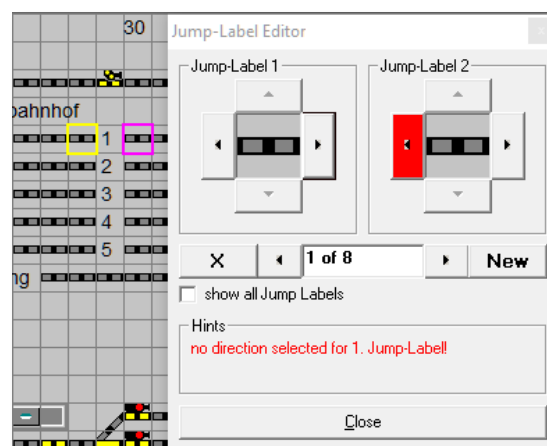 30
Jump-Label Editor
x
Jump-Label 1
Jump-Label 2
bahnhof
1
2
3
4
5
ng
X
1 of 8
New
show all Jump Labels
Hints
no direction selected for 1. Jump-Label!
Close